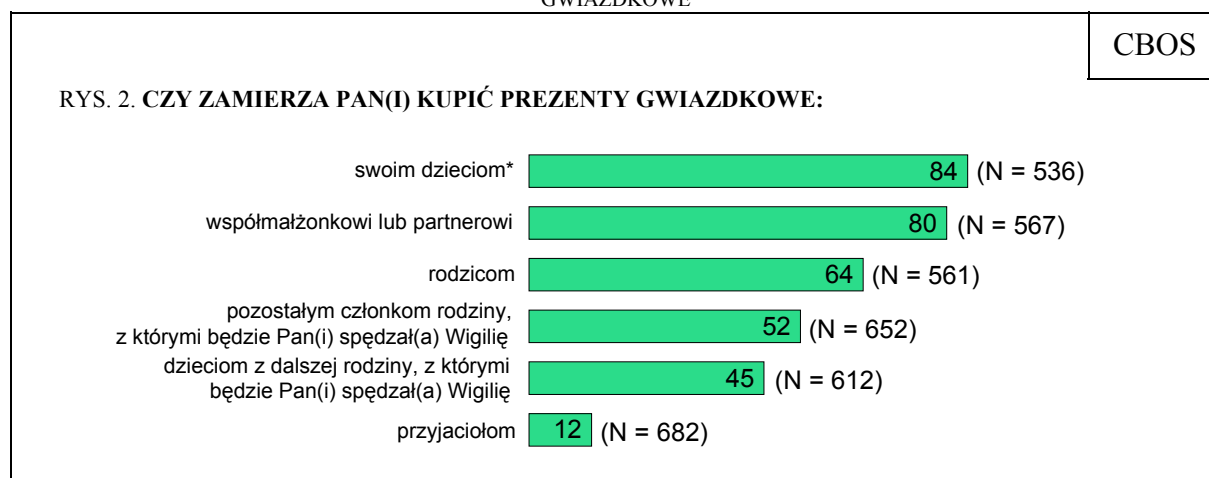 GWIAZDKOWE
CBOS
RYS. 2. CZY ZAMIERZA PAN(I) KUPIĆ PREZENTY GWIAZDKOWE:
swoim dzieciom* 84 (N = 536)
współmałżonkowi lub partnerowi 80 (N = 567)
rodzicom 64 (N = 561)
pozostałym członkom rodziny,
z którymi będzie Pan(i) spędzał(a) Wigilię 52 (N = 652)
dzieciom z dalszej rodziny, z którymi
będzie Pan(i) spędzał(a) Wigilię 45 (N = 612)
przyjaciołom 12 (N = 682)